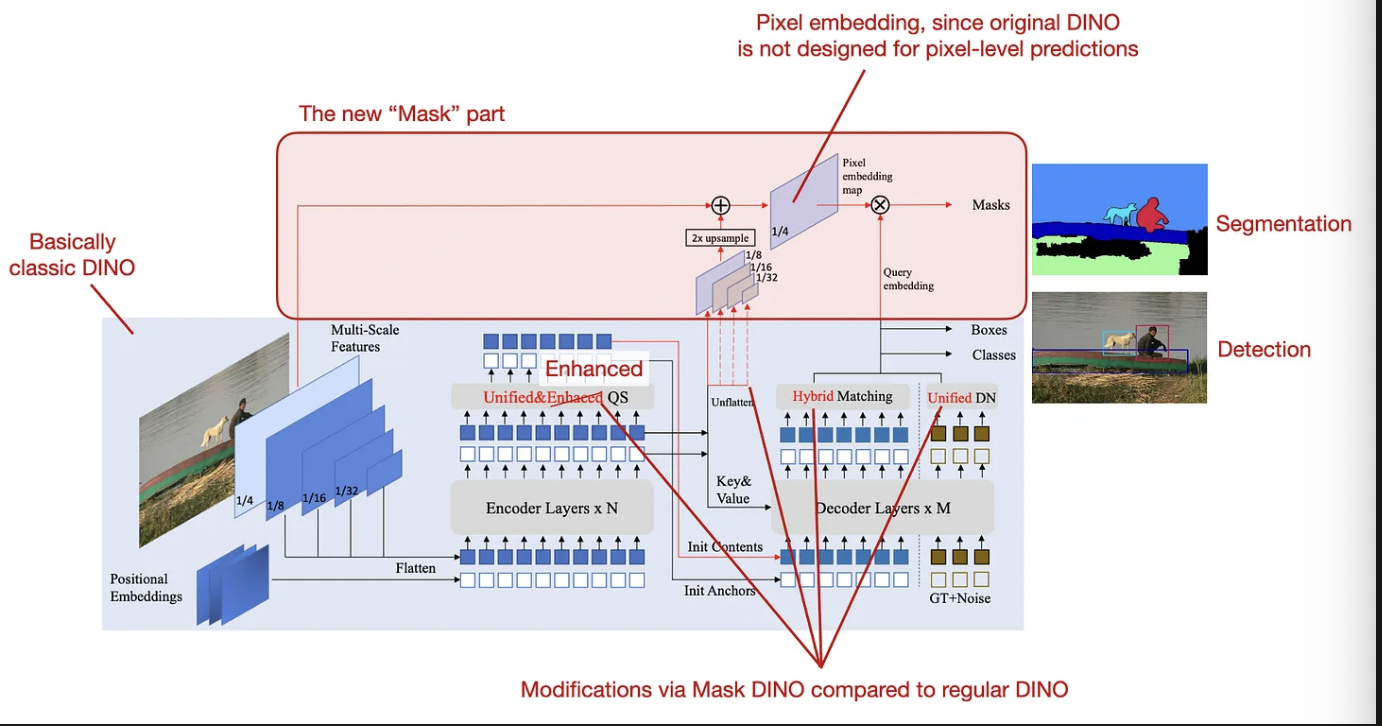 Pixel embedding, since original DINO
is not designed for pixel-level predictions
The new “Mask” part
Pixel
embedding
map
Masks
1/4
2x upsample
1/8
1/16
1/32
Query
embedding
Segmentation
Basically
classic DINO
Multi-Scale
Features
Boxes
Classes
Detection
Enhanced
Unified&Enhaced QS
Unflatten
Hybrid Matching
Unified DN
1/4
1/8
1/16
1/32
Key&
Value
Encoder Layers x N
Decoder Layers x M
Init Contents
Flatten
Positional
Embeddings
Init Anchors
GT+Noise
Modifications via Mask DINO compared to regular DINO